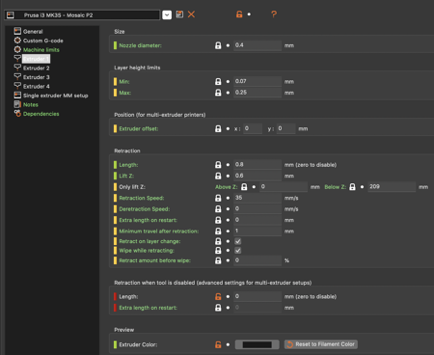 Prusa i3 MK3S - Mosaic P2
?
General
Custom G-code
Machine limits
Extruder 2
Extruder 3
Extruder 4
Single extruder MM setup
Notes
Dependencies
Size
Nozzle diameter: 0.4 mm
Layer height limits
Min: 0.07 mm
Max: 0.25 mm
Position (for multi-extruder printers)
Extruder offset: x: 0 y: 0 mm
Retraction
Length: 0.8 mm (zero to disable)
Lift Z: 0.6 mm
Only lift Z: Above Z: 0 mm Below Z: 209 mm
Retraction Speed: 35 mm/s
Deretraction Speed: 0 mm/s
Extra length on restart: 0 mm
Minimum travel after retraction: 1 mm
Retract on layer change:
Wipe while retracting:
Retract amount before wipe: 0 %
Retraction when tool is disabled (advanced settings for multi-extruder setups)
Length: 0 mm (zero to disable)
Extra length on restart: 0 mm
Preview
Extruder Color: Reset to Filament Color